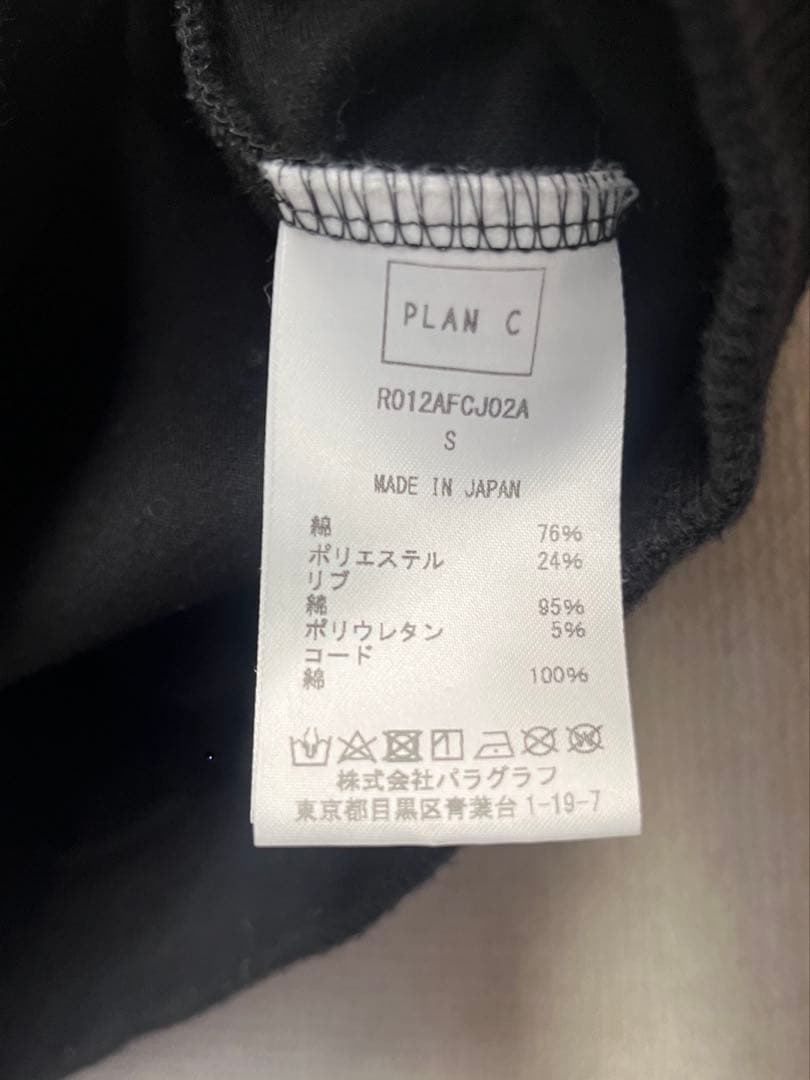 PLAN C
R012AFCJ02A
S
MADE IN JAPAN
綿 76%
ポリエステル 24%
リブ
綿 95%
ポリウレタン 5%
コード
綿 100%
株式会社パラグラフ
東京都目黒区青葉台1-19-7